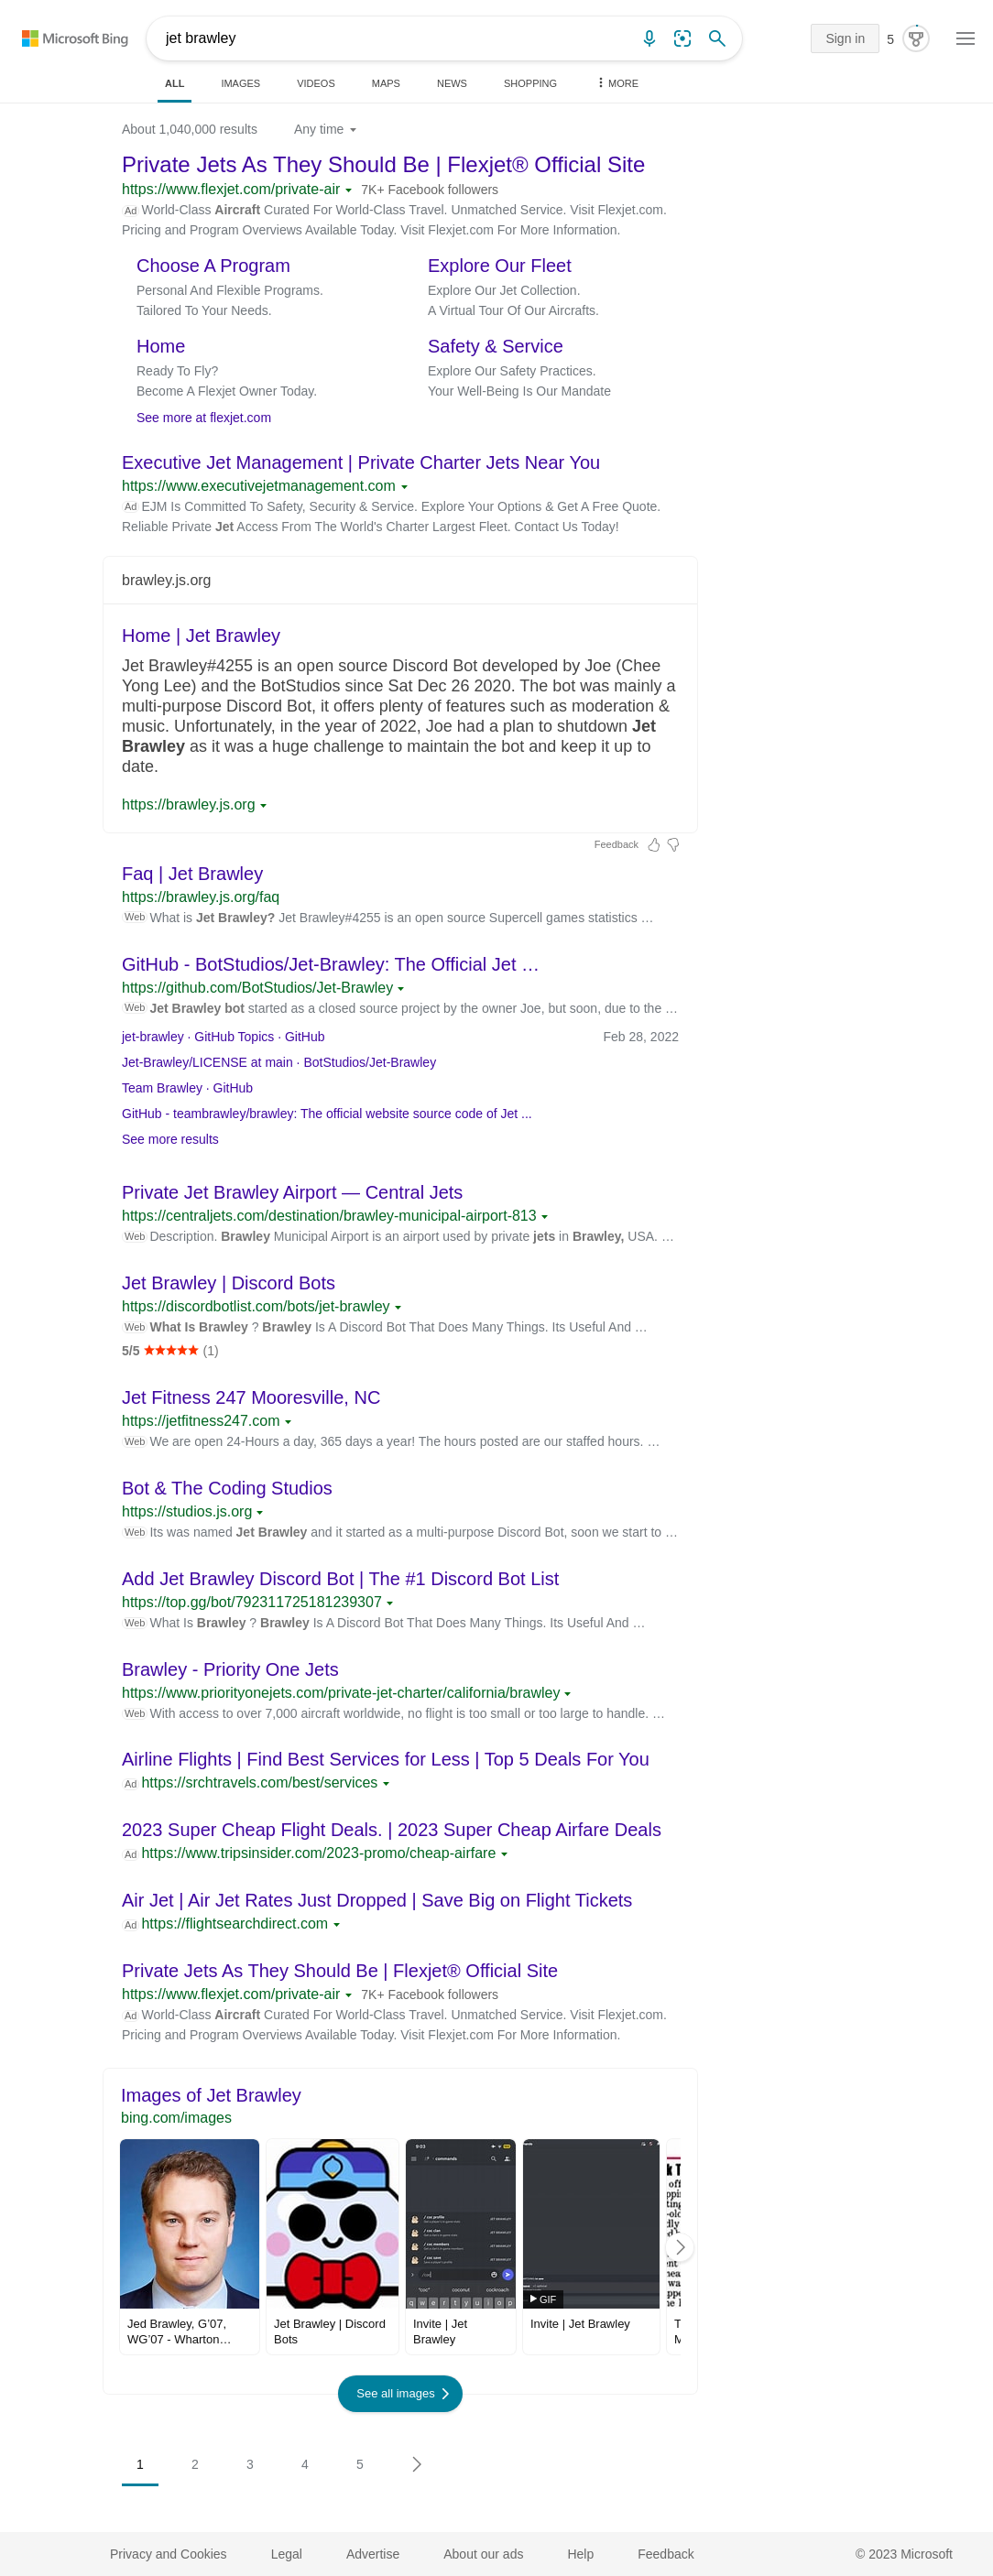 Microsoft Bing
jet brawley
Sign in
5
ALL
IMAGES
VIDEOS
MAPS
NEWS
SHOPPING
MORE
About 1,040,000 results
Any time
Private Jets As They Should Be | Flexjet® Official Site
https://www.flexjet.com/private-air 7K+ Facebook followers
Ad World-Class Aircraft Curated For World-Class Travel. Unmatched Service. Visit Flexjet.com.
Pricing and Program Overviews Available Today. Visit Flexjet.com For More Information.
Choose A Program
Personal And Flexible Programs.
Tailored To Your Needs.
Explore Our Fleet
Explore Our Jet Collection.
A Virtual Tour Of Our Aircrafts.
Home
Ready To Fly?
Become A Flexjet Owner Today.
Safety & Service
Explore Our Safety Practices.
Your Well-Being Is Our Mandate
See more at flexjet.com
Executive Jet Management | Private Charter Jets Near You
https://www.executivejetmanagement.com
Ad EJM Is Committed To Safety, Security & Service. Explore Your Options & Get A Free Quote.
Reliable Private Jet Access From The World's Charter Largest Fleet. Contact Us Today!
brawley.js.org
Home | Jet Brawley
Jet Brawley#4255 is an open source Discord Bot developed by Joe (Chee
Yong Lee) and the BotStudios since Sat Dec 26 2020. The bot was mainly a
multi-purpose Discord Bot, it offers plenty of features such as moderation &
music. Unfortunately, in the year of 2022, Joe had a plan to shutdown Jet
Brawley as it was a huge challenge to maintain the bot and keep it up to
date.
https://brawley.js.org
Feedback
Faq | Jet Brawley
https://brawley.js.org/faq
Web What is Jet Brawley? Jet Brawley#4255 is an open source Supercell games statistics …
GitHub - BotStudios/Jet-Brawley: The Official Jet …
https://github.com/BotStudios/Jet-Brawley
Web Jet Brawley bot started as a closed source project by the owner Joe, but soon, due to the …
jet-brawley · GitHub Topics · GitHub Feb 28, 2022
Jet-Brawley/LICENSE at main · BotStudios/Jet-Brawley
Team Brawley · GitHub
GitHub - teambrawley/brawley: The official website source code of Jet ...
See more results
Private Jet Brawley Airport — Central Jets
https://centraljets.com/destination/brawley-municipal-airport-813
Web Description. Brawley Municipal Airport is an airport used by private jets in Brawley, USA. …
Jet Brawley | Discord Bots
https://discordbotlist.com/bots/jet-brawley
Web What Is Brawley ? Brawley Is A Discord Bot That Does Many Things. Its Useful And …
5/5 ★★★★★ (1)
Jet Fitness 247 Mooresville, NC
https://jetfitness247.com
Web We are open 24-Hours a day, 365 days a year! The hours posted are our staffed hours. …
Bot & The Coding Studios
https://studios.js.org
Web Its was named Jet Brawley and it started as a multi-purpose Discord Bot, soon we start to …
Add Jet Brawley Discord Bot | The #1 Discord Bot List
https://top.gg/bot/792311725181239307
Web What Is Brawley ? Brawley Is A Discord Bot That Does Many Things. Its Useful And …
Brawley - Priority One Jets
https://www.priorityonejets.com/private-jet-charter/california/brawley
Web With access to over 7,000 aircraft worldwide, no flight is too small or too large to handle. …
Airline Flights | Find Best Services for Less | Top 5 Deals For You
Ad https://srchtravels.com/best/services
2023 Super Cheap Flight Deals. | 2023 Super Cheap Airfare Deals
Ad https://www.tripsinsider.com/2023-promo/cheap-airfare
Air Jet | Air Jet Rates Just Dropped | Save Big on Flight Tickets
Ad https://flightsearchdirect.com
Private Jets As They Should Be | Flexjet® Official Site
https://www.flexjet.com/private-air 7K+ Facebook followers
Ad World-Class Aircraft Curated For World-Class Travel. Unmatched Service. Visit Flexjet.com.
Pricing and Program Overviews Available Today. Visit Flexjet.com For More Information.
Images of Jet Brawley
bing.com/images
commands
GIF
Jed Brawley, G'07,
WG'07 - Wharton…
Jet Brawley | Discord
Bots
Invite | Jet
Brawley
Invite | Jet Brawley
See all images
1
2
3
4
5
Privacy and Cookies
Legal
Advertise
About our ads
Help
Feedback
© 2023 Microsoft